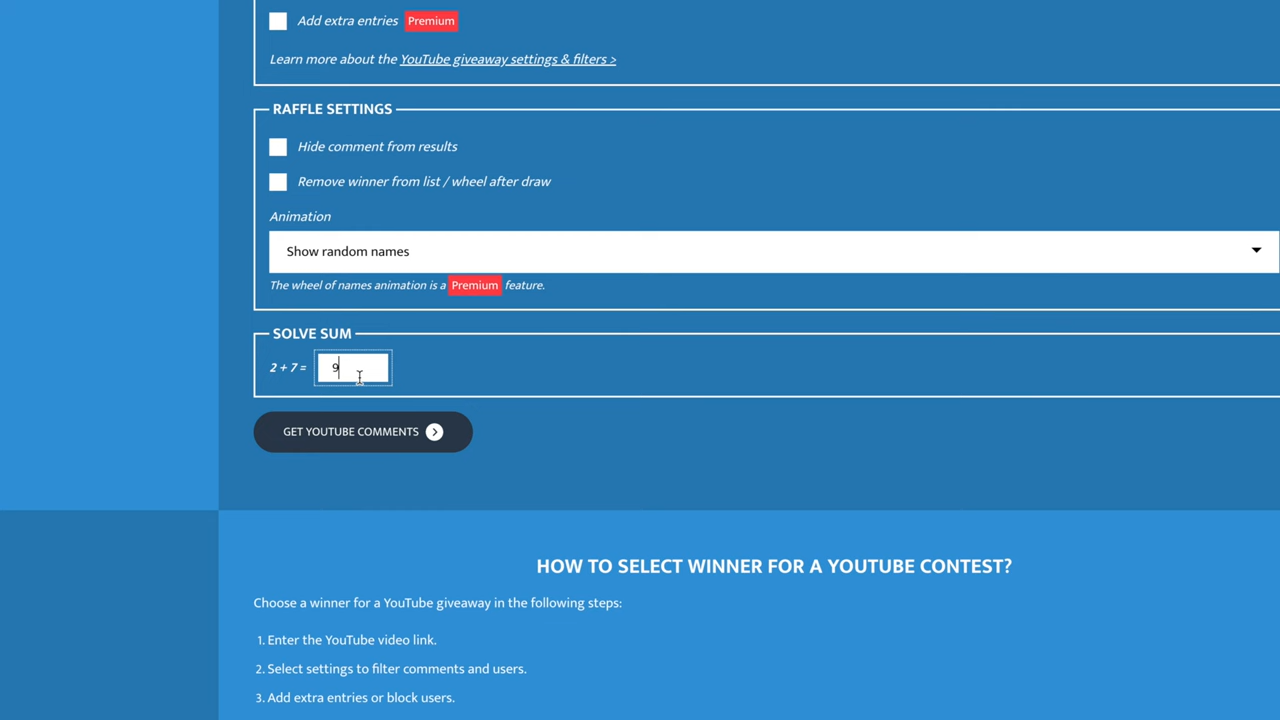 Add extra entries Premium
Learn more about the YouTube giveaway settings & filters >
RAFFLE SETTINGS
Hide comment from results
Remove winner from list / wheel after draw
Animation
Show random names
The wheel of names animation is a Premium feature.
SOLVE SUM
2 + 7 = 9
GET YOUTUBE COMMENTS
HOW TO SELECT WINNER FOR A YOUTUBE CONTEST?
Choose a winner for a YouTube giveaway in the following steps:
1. Enter the YouTube video link.
2. Select settings to filter comments and users.
3. Add extra entries or block users.